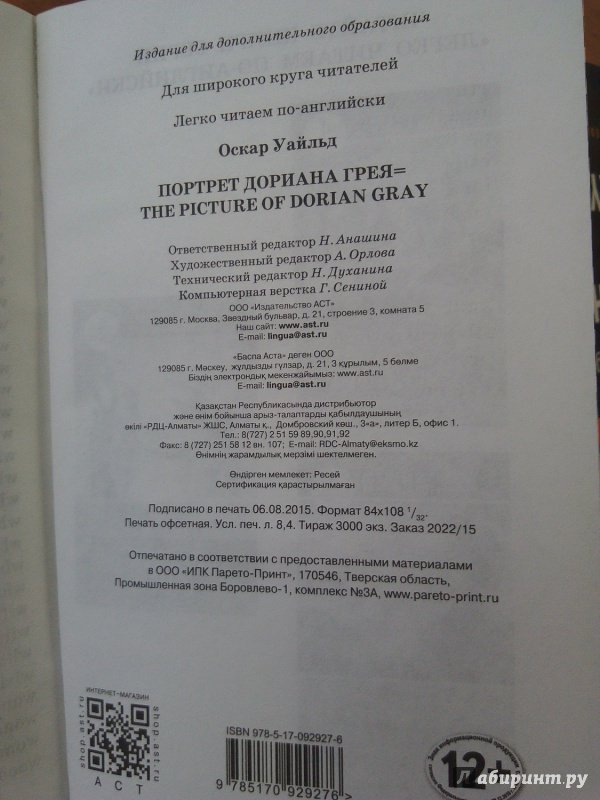 Издание для дополнительного образования
Для широкого круга читателей
Легко читаем по-английски
Оскар Уайльд
ПОРТРЕТ ДОРИАНА ГРЕЯ=
THE PICTURE OF DORIAN GRAY
Ответственный редактор Н. Анашина
Художественный редактор А. Орлова
Технический редактор Н. Духанина
Компьютерная верстка Г. Сениной
ООО «Издательство АСТ»
129085 г. Москва, Звездный бульвар, д. 21, строение 3, комната 5
Наш сайт: www.ast.ru
E-mail: lingua@ast.ru
«Баспа Аста» деген ООО
129085 г. Мәскеу, жұлдызды гүлзар, д. 21, 3 құрылым, 5 бөлме
Біздің электрондық мекенжайымыз: www.ast.ru
E-mail: lingua@ast.ru
Қазақстан Республикасында дистрибьютор
және өнім бойынша арыз-талаптарды қабылдаушының
өкілі «РДЦ-Алматы» ЖШС, Алматы қ., Домбровский көш., 3«а», литер Б, офис 1.
Тел.: 8(727) 2 51 59 89,90,91,92
Факс: 8 (727) 251 58 12 вн. 107; E-mail: RDC-Almaty@eksmo.kz
Өнімнің жарамдылық мерзімі шектелмеген.
Өндірген мемлекет: Ресей
Сертификация қарастырылмаған
Подписано в печать 06.08.2015. Формат 84x108 1/32.
Печать офсетная. Усл. печ. л. 8,4. Тираж 3000 экз. Заказ 2022/15
Отпечатано в соответствии с предоставленными материалами
в ООО «ИПК Парето-Принт», 170546, Тверская область,
Промышленная зона Боровлево-1, комплекс №3А, www.pareto-print.ru
ИНТЕРНЕТ-МАГАЗИН
shop.ast.ru
shop.ast.ru
АСТ
ISBN 978-5-17-092927-6
9 785170 929276 >
Знак информационной продукции
12+
Лабиринт.ру